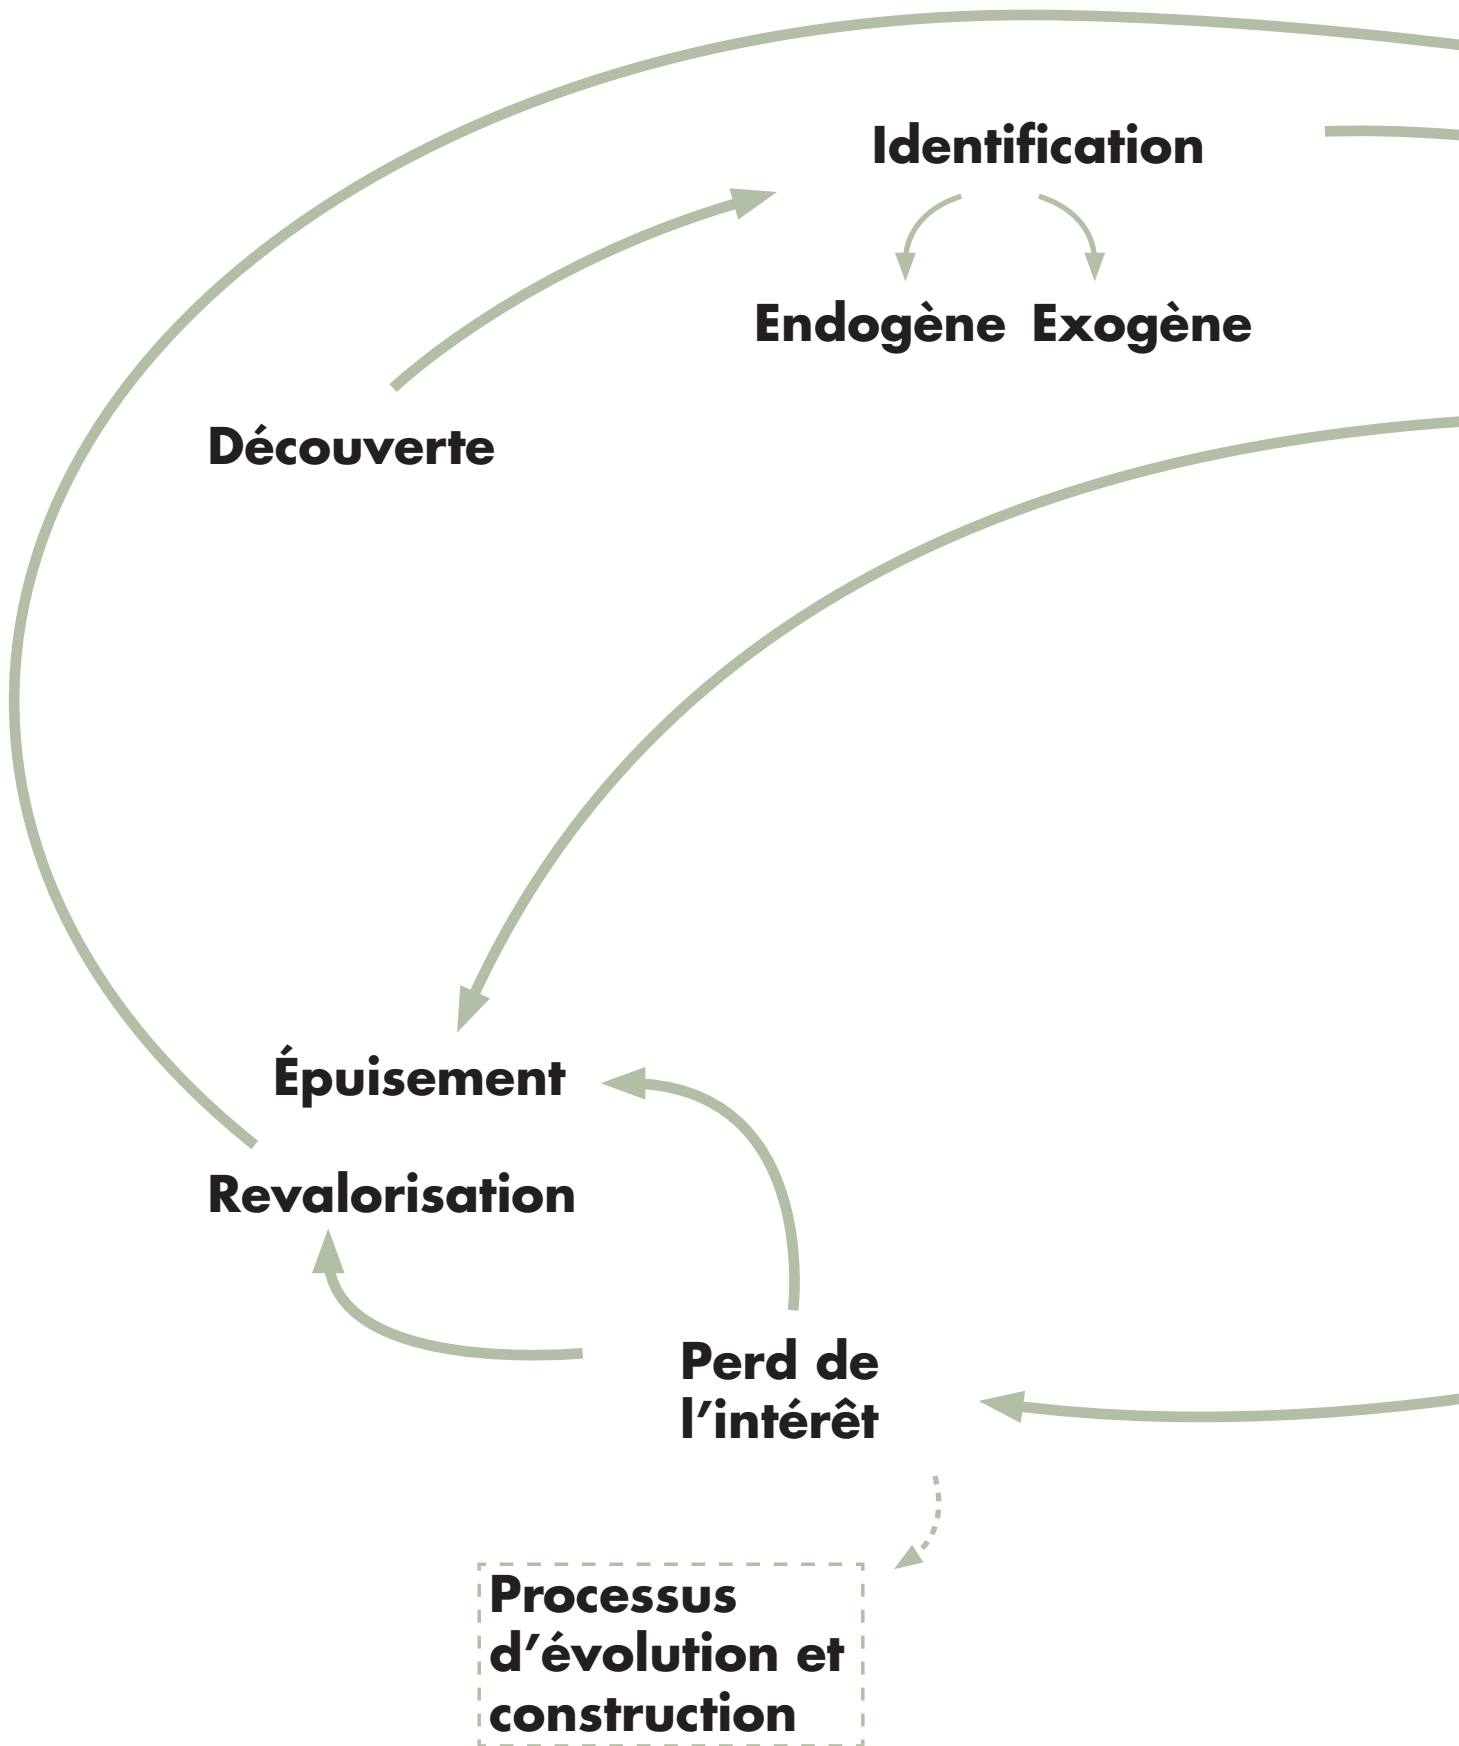 Identification
Endogène Exogène
Découverte
Épuisement
Revalorisation
Perd de
l’intérêt
Processus
d’évolution et
construction